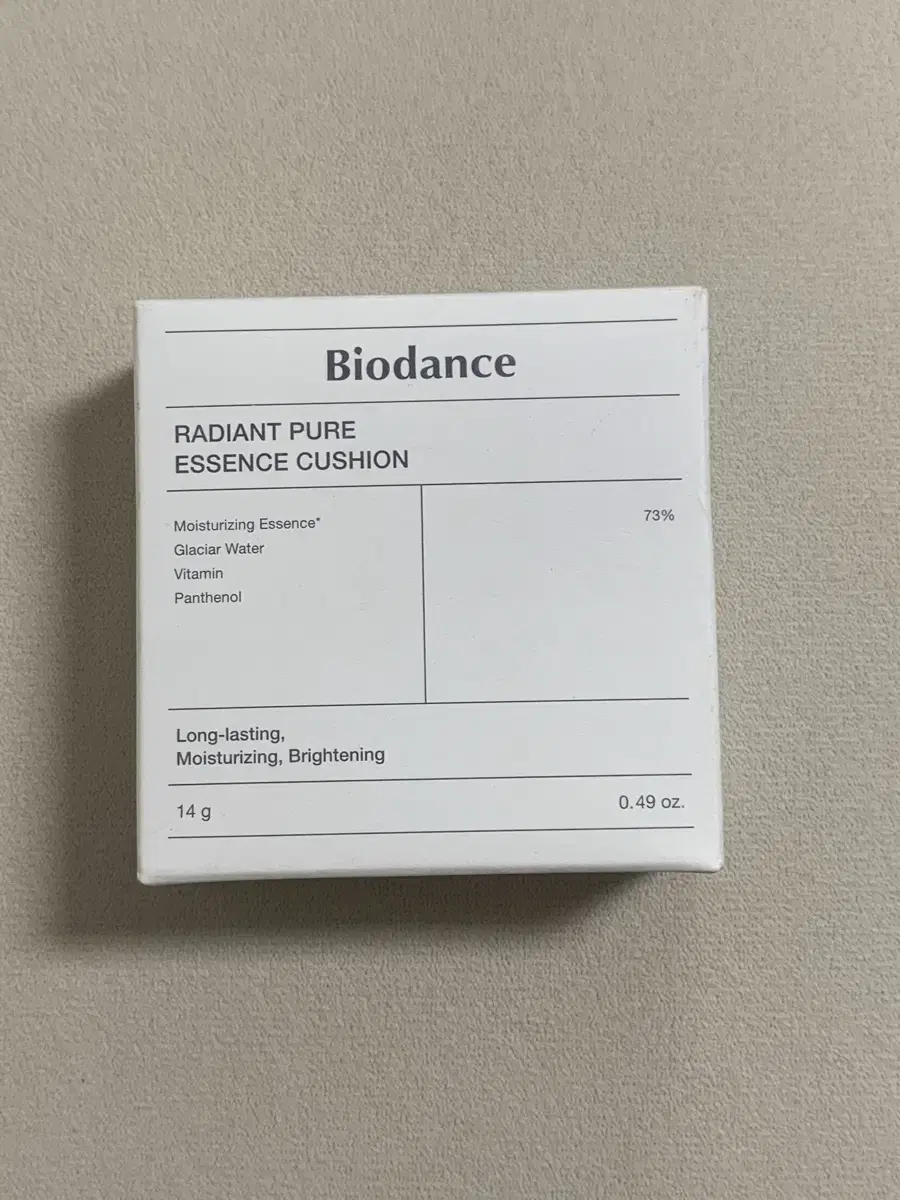 Biodance
RADIANT PURE
ESSENCE CUSHION
Moisturizing Essence*
73%
Glaciar Water
Vitamin
Panthenol
Long-lasting,
Moisturizing, Brightening
14 g
0.49 oz.